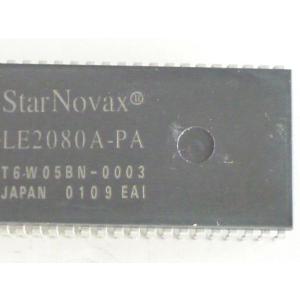 StarNovax®
LE2080A-PA
T6W05BN-0003
JAPAN 0109 EAI